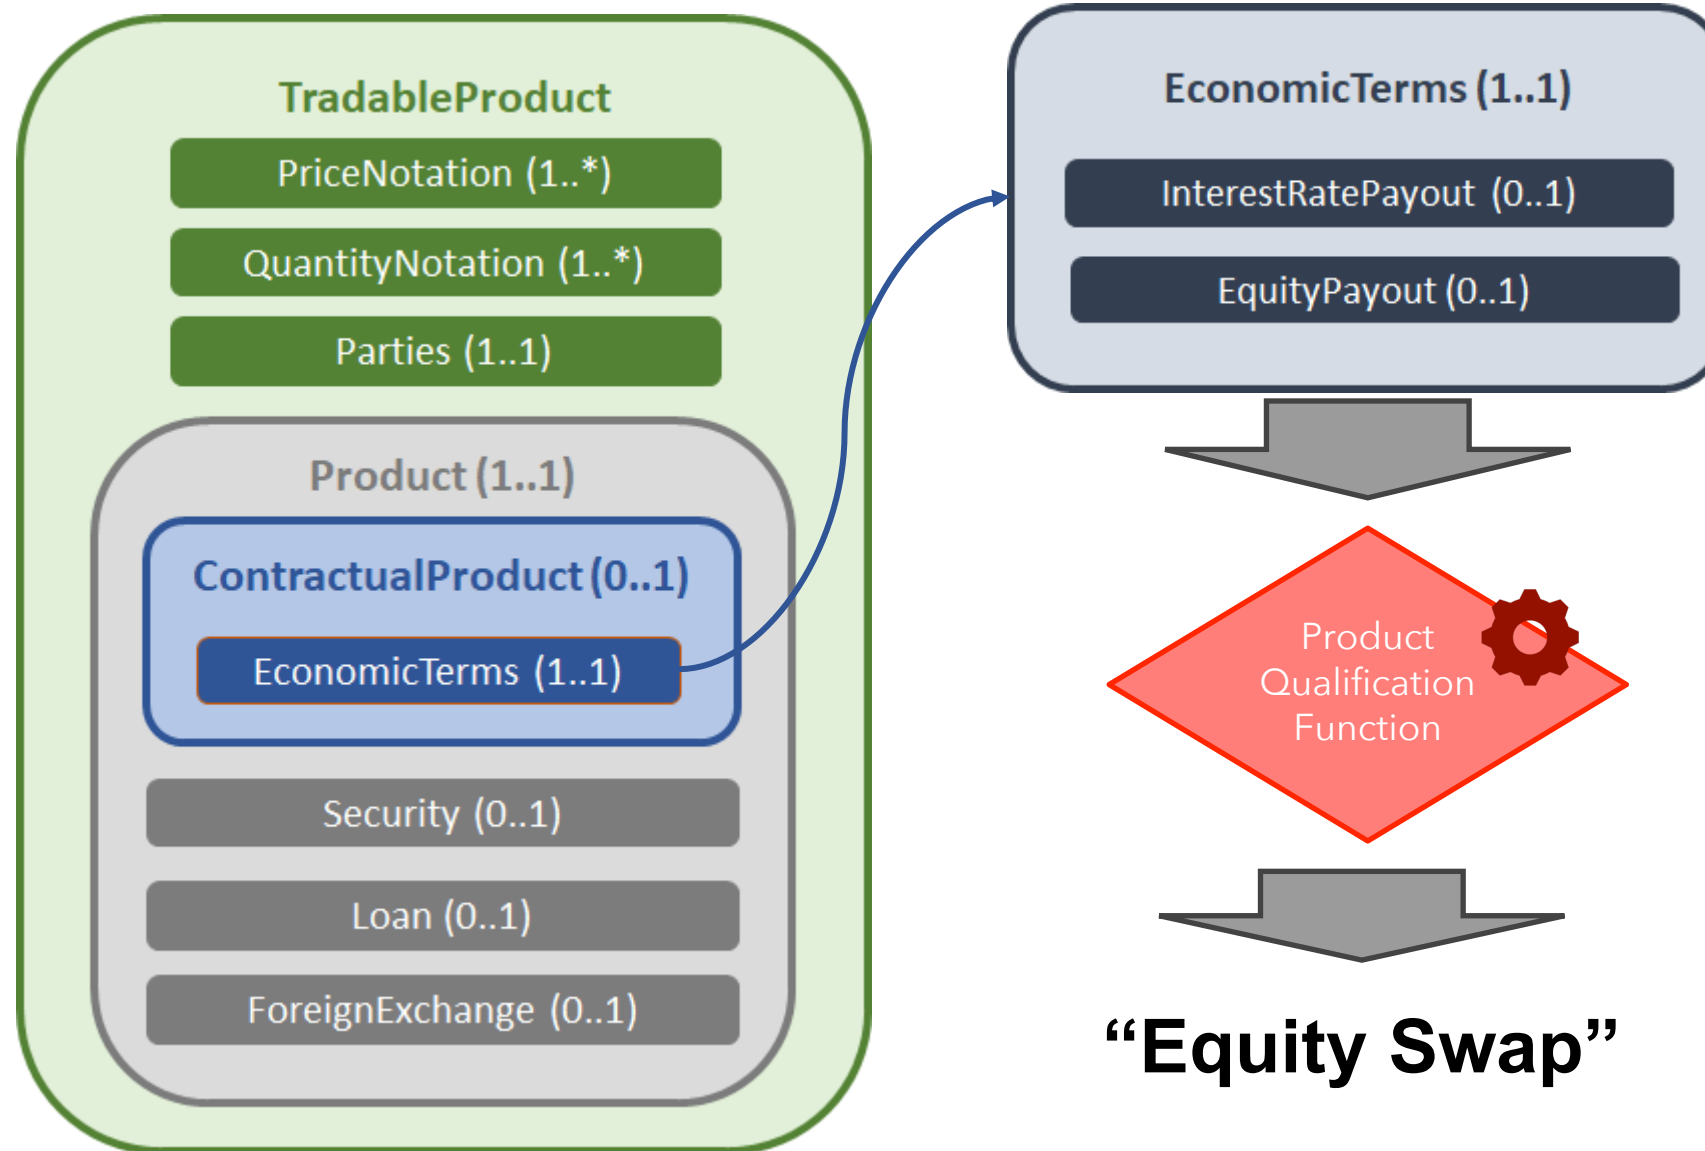 TradableProduct
PriceNotation (1..*)
QuantityNotation (1..*)
Parties (1..1)
Product (1..1)
ContractualProduct (0..1)
EconomicTerms (1..1)
Security (0..1)
Loan (0..1)
ForeignExchange (0..1)
EconomicTerms (1..1)
InterestRatePayout (0..1)
EquityPayout (0..1)
Product
Qualification
Function
“Equity Swap”